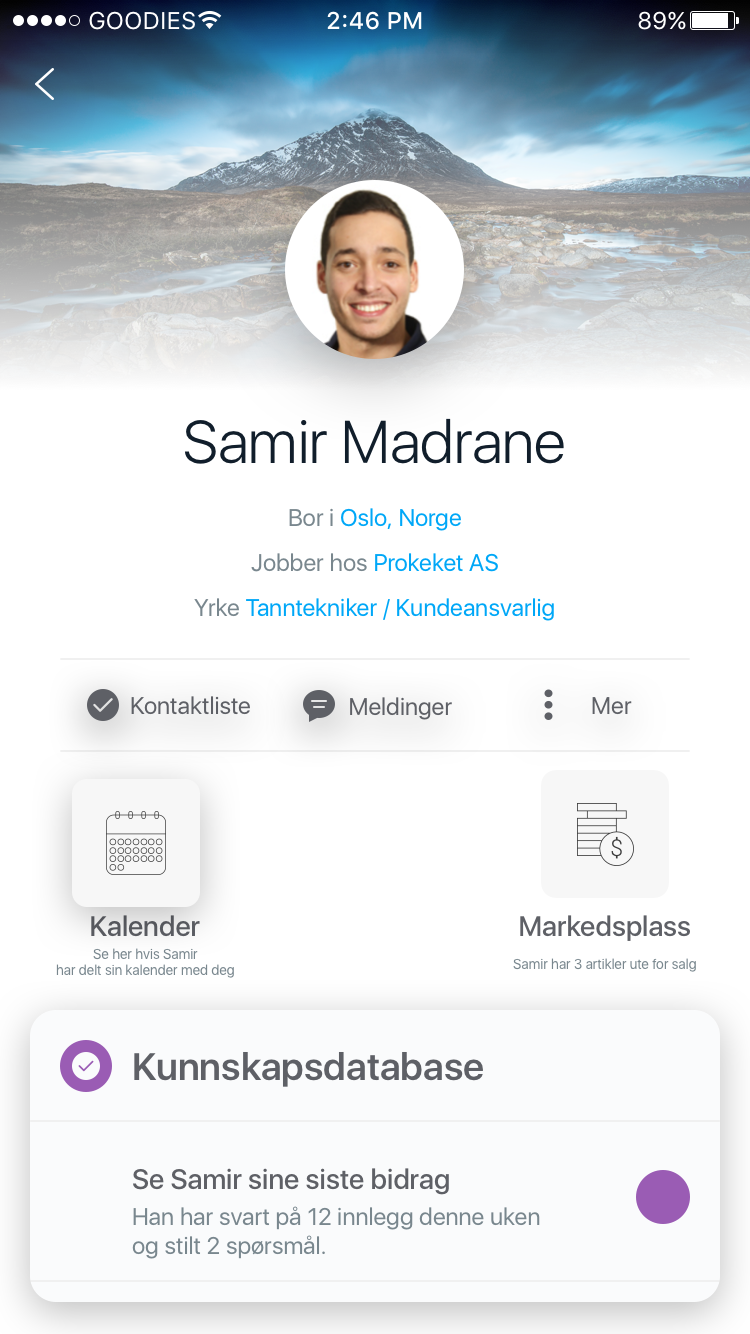 GOODIES 2:46 PM 89%
Samir Madrane
Bor i Oslo, Norge
Jobber hos Prokeket AS
Yrke Tanntekniker / Kundeansvarlig
Kontaktliste Meldinger Mer
$
Kalender Markedsplass
Se her hvis Samir
har delt sin kalender med deg
Samir har 3 artikler ute for salg
Kunnskapsdatabase
Se Samir sine siste bidrag
Han har svart på 12 innlegg denne uken
og stilt 2 spørsmål.